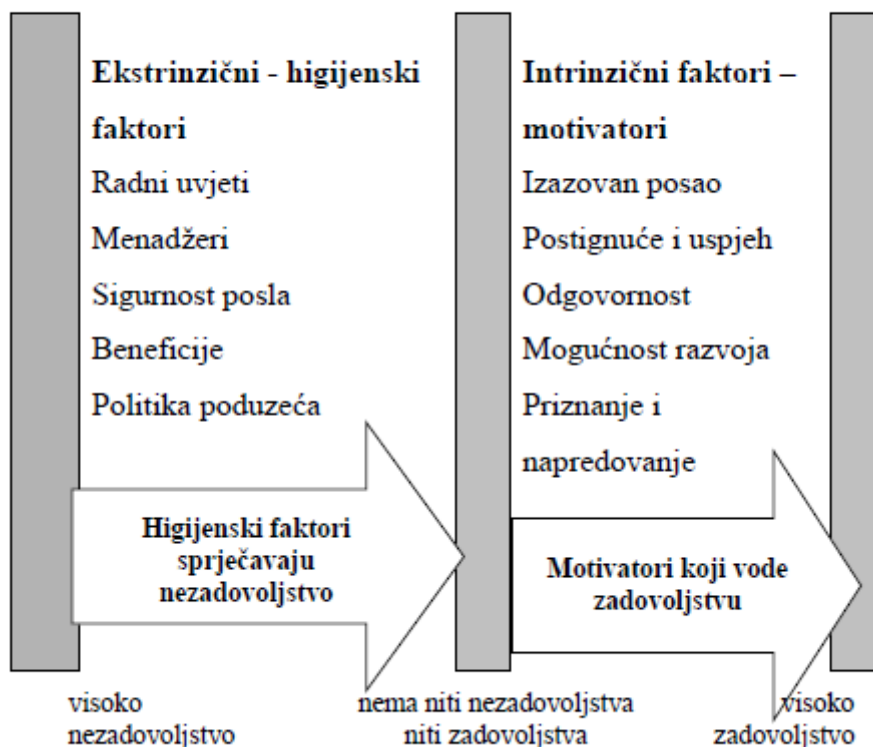 Ekstrinzični - higijenski
faktori
Radni uvjeti
Menadžeri
Sigurnost posla
Beneficije
Politika poduzeća
Higijenski faktori
sprječavaju
nezadovoljstvo
Intrinzični faktori –
motivatori
Izazovan posao
Postignuće i uspjeh
Odgovornost
Mogućnost razvoja
Priznanje i
napredovanje
Motivatori koji vode
zadovoljstvu
visoko
nezadovoljstvo
nema niti nezadovoljstva
niti zadovoljstva
visoko
zadovoljstvo